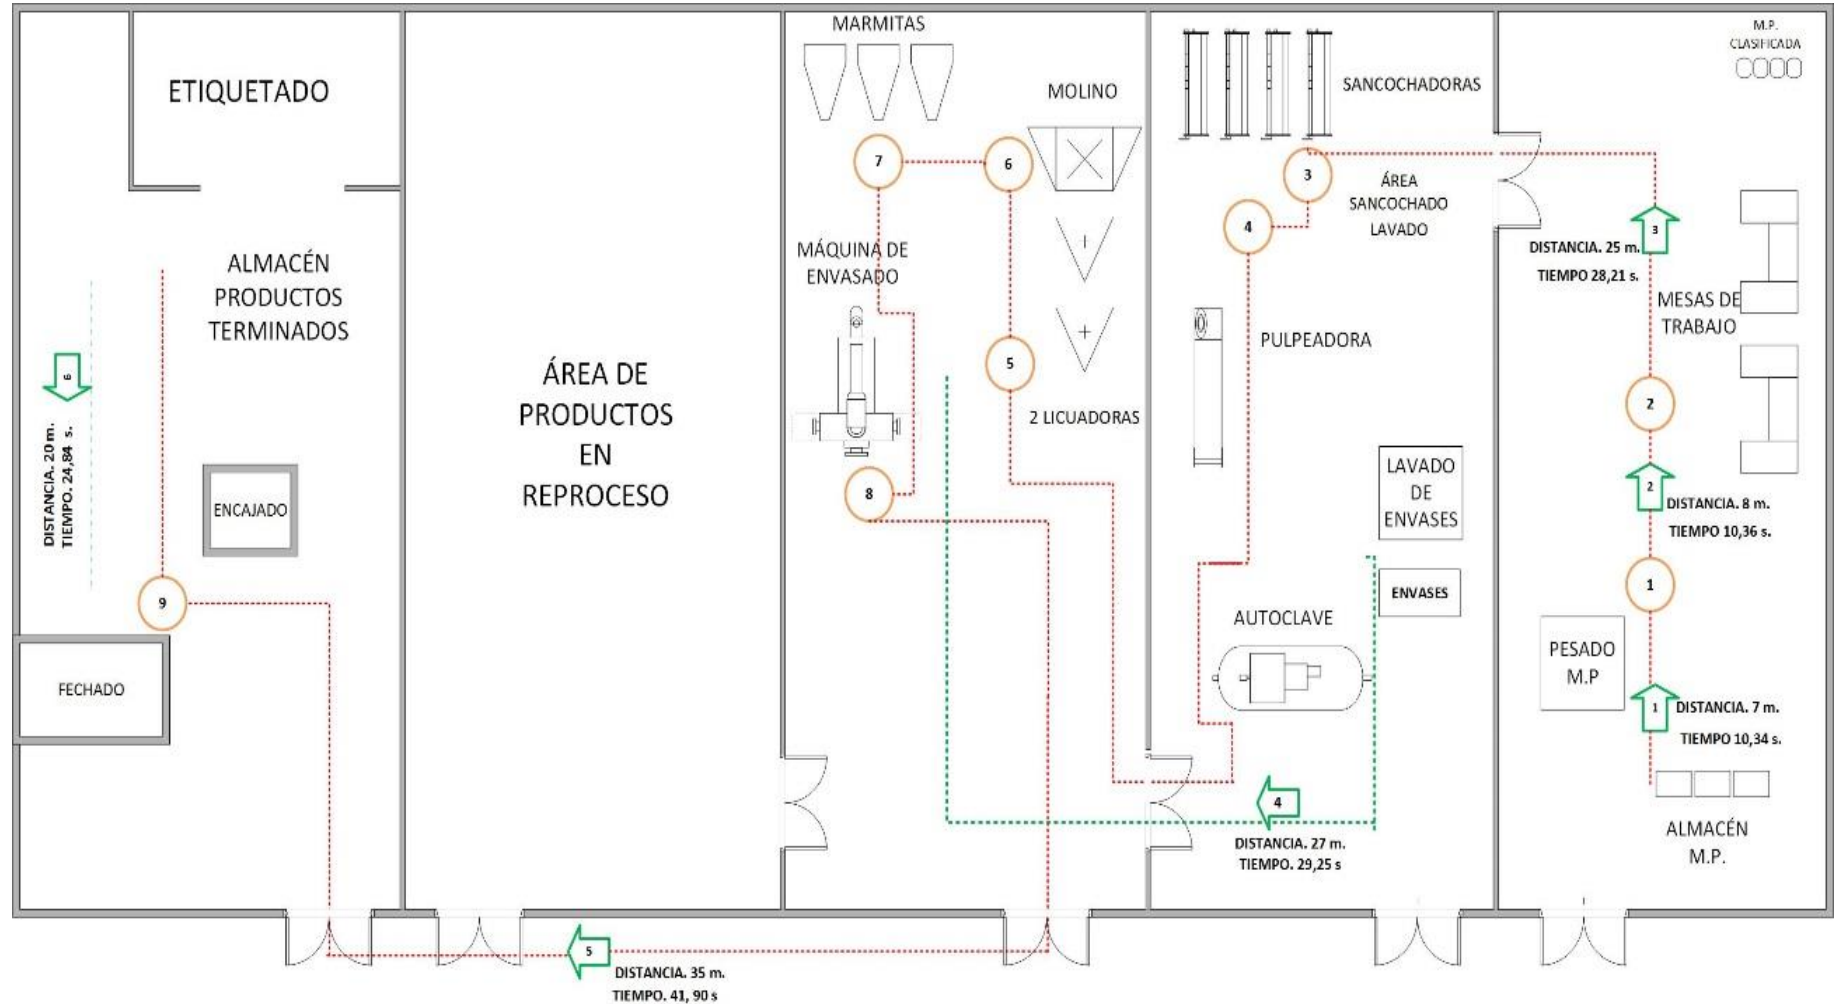 ETIQUETADO
ALMACÉN
PRODUCTOS
TERMINADOS
6
DISTANCIA. 20 m.
TIEMPO. 24,84 s.
ENCAJADO
9
FECHADO
ÁREA DE
PRODUCTOS
EN
REPROCESO
5
DISTANCIA. 35 m.
TIEMPO. 41, 90 s
MARMITAS
MOLINO
7
6
MÁQUINA DE
ENVASADO
5
2 LICUADORAS
8
SANCOCHADORAS
3
ÁREA
SANCOCHADO
LAVADO
4
PULPEADORA
LAVADO
DE
ENVASES
ENVASES
AUTOCLAVE
4
DISTANCIA. 27 m.
TIEMPO. 29,25 s
M.P.
CLASIFICADA
3
DISTANCIA. 25 m.
TIEMPO 28,21 s.
MESAS DE
TRABAJO
2
2
DISTANCIA. 8 m.
TIEMPO 10,36 s.
1
PESADO
M.P
1
DISTANCIA. 7 m.
TIEMPO 10,34 s.
ALMACÉN
M.P.